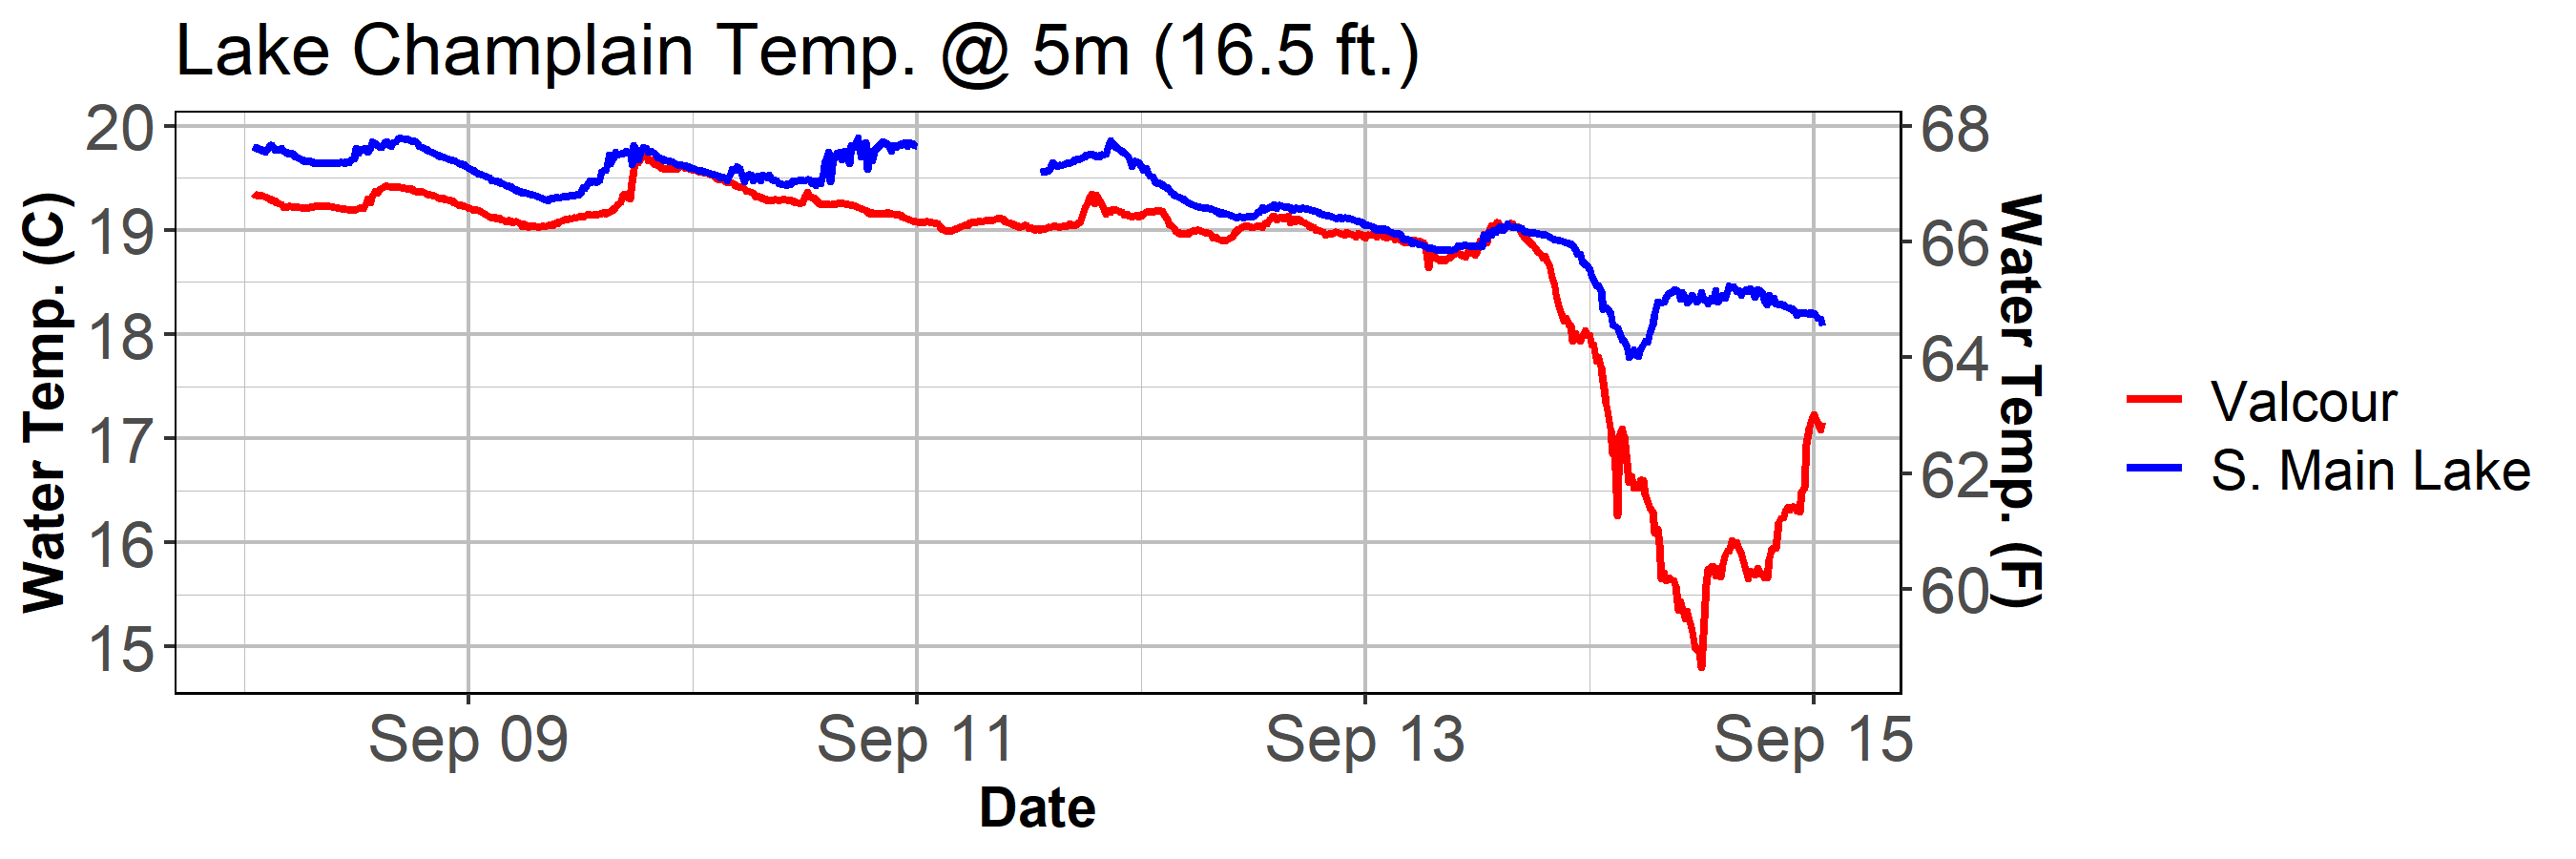 Lake Champlain Temp. @ 5m (16.5 ft.)
Water Temp. (C)
20
19
18
17
16
15
68
66
64
62
60
Water Temp. (F)
Sep 09
Sep 11
Sep 13
Sep 15
Date
Valcour
S. Main Lake